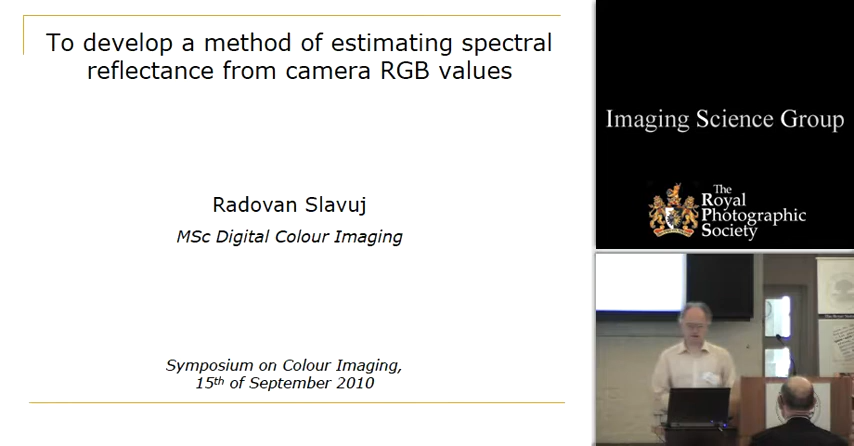 To develop a method of estimating spectral
reflectance from camera RGB values
Radovan Slavuj
MSc Digital Colour Imaging
Symposium on Colour Imaging,
15th of September 2010
Imaging Science Group
The
Royal
Photographic
Society